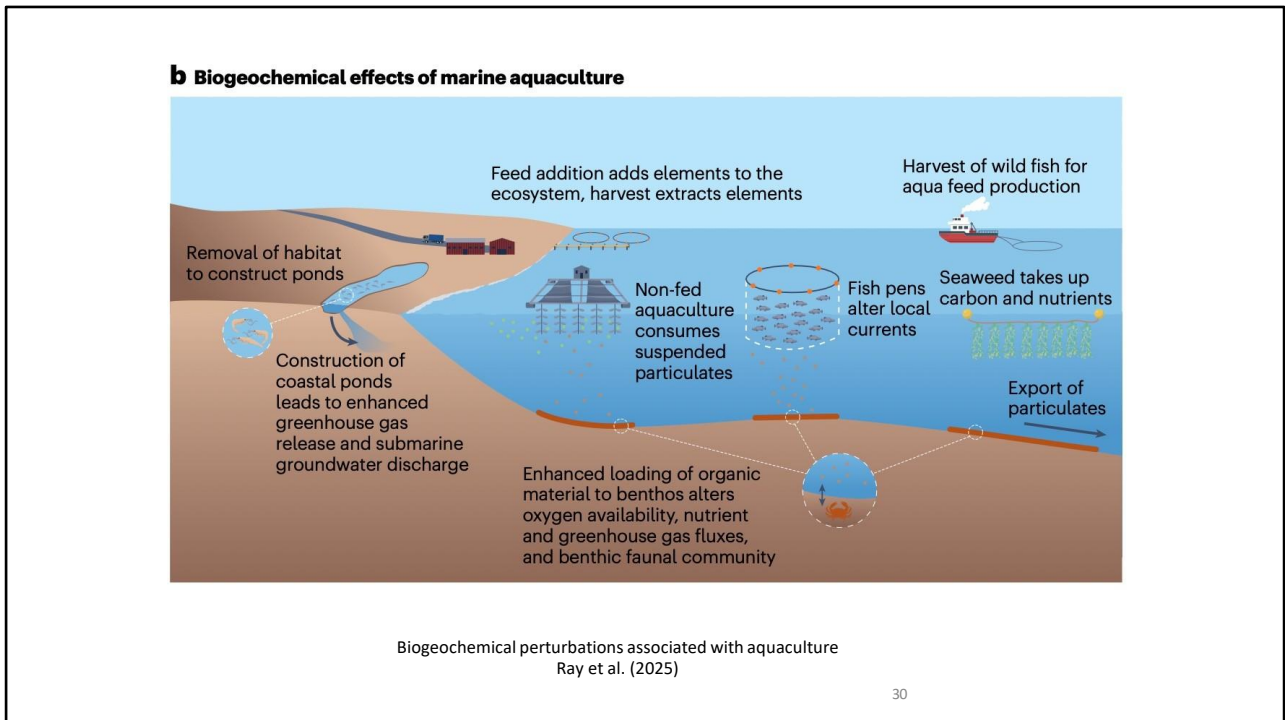 b Biogeochemical effects of marine aquaculture
Feed addition adds elements to the
ecosystem, harvest extracts elements
Harvest of wild fish for
aqua feed production
Removal of habitat
to construct ponds
Non-fed
aquaculture
consumes
suspended
particulates
Fish pens
alter local
currents
Seaweed takes up
carbon and nutrients
Construction of
coastal ponds
leads to enhanced
greenhouse gas
release and submarine
groundwater discharge
Export of
particulates
Enhanced loading of organic
material to benthos alters
oxygen availability, nutrient
and greenhouse gas fluxes,
and benthic faunal community
Biogeochemical perturbations associated with aquaculture
Ray et al. (2025)
30